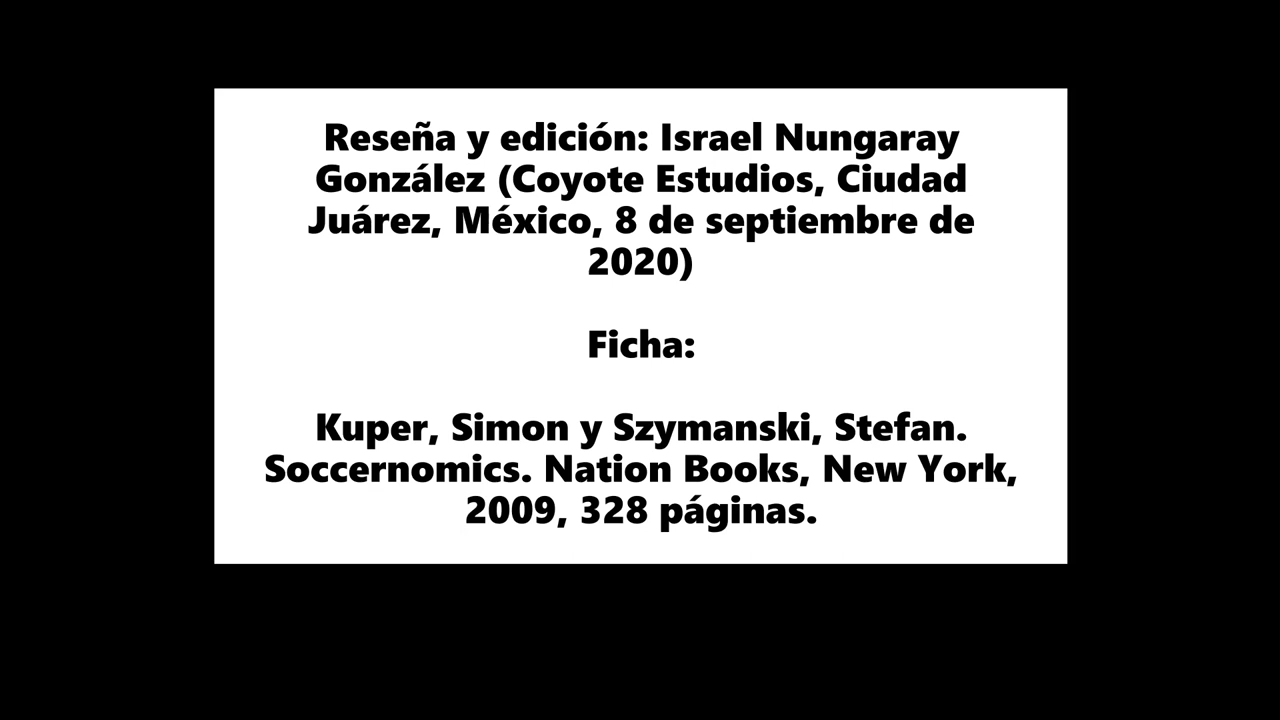 Reseña y edición: Israel Nungaray
González (Coyote Estudios, Ciudad
Juárez, México, 8 de septiembre de
2020)
Ficha:
Kuper, Simon y Szymanski, Stefan.
Soccernomics. Nation Books, New York,
2009, 328 páginas.